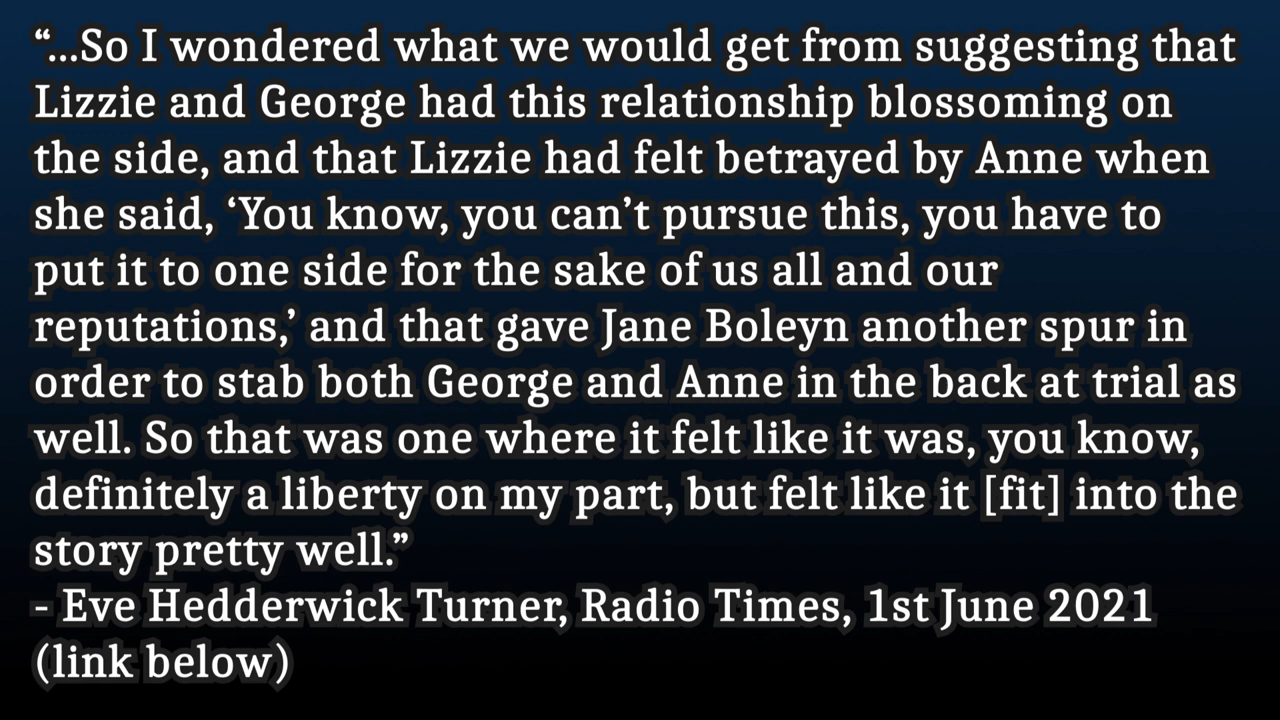 “...So I wondered what we would get from suggesting that
Lizzie and George had this relationship blossoming on
the side, and that Lizzie had felt betrayed by Anne when
she said, ‘You know, you can’t pursue this, you have to
put it to one side for the sake of us all and our
reputations,’ and that gave Jane Boleyn another spur in
order to stab both George and Anne in the back at trial as
well. So that was one where it felt like it was, you know,
definitely a liberty on my part, but felt like it [fit] into the
story pretty well.”
- Eve Hedderwick Turner, Radio Times, 1st June 2021
(link below)